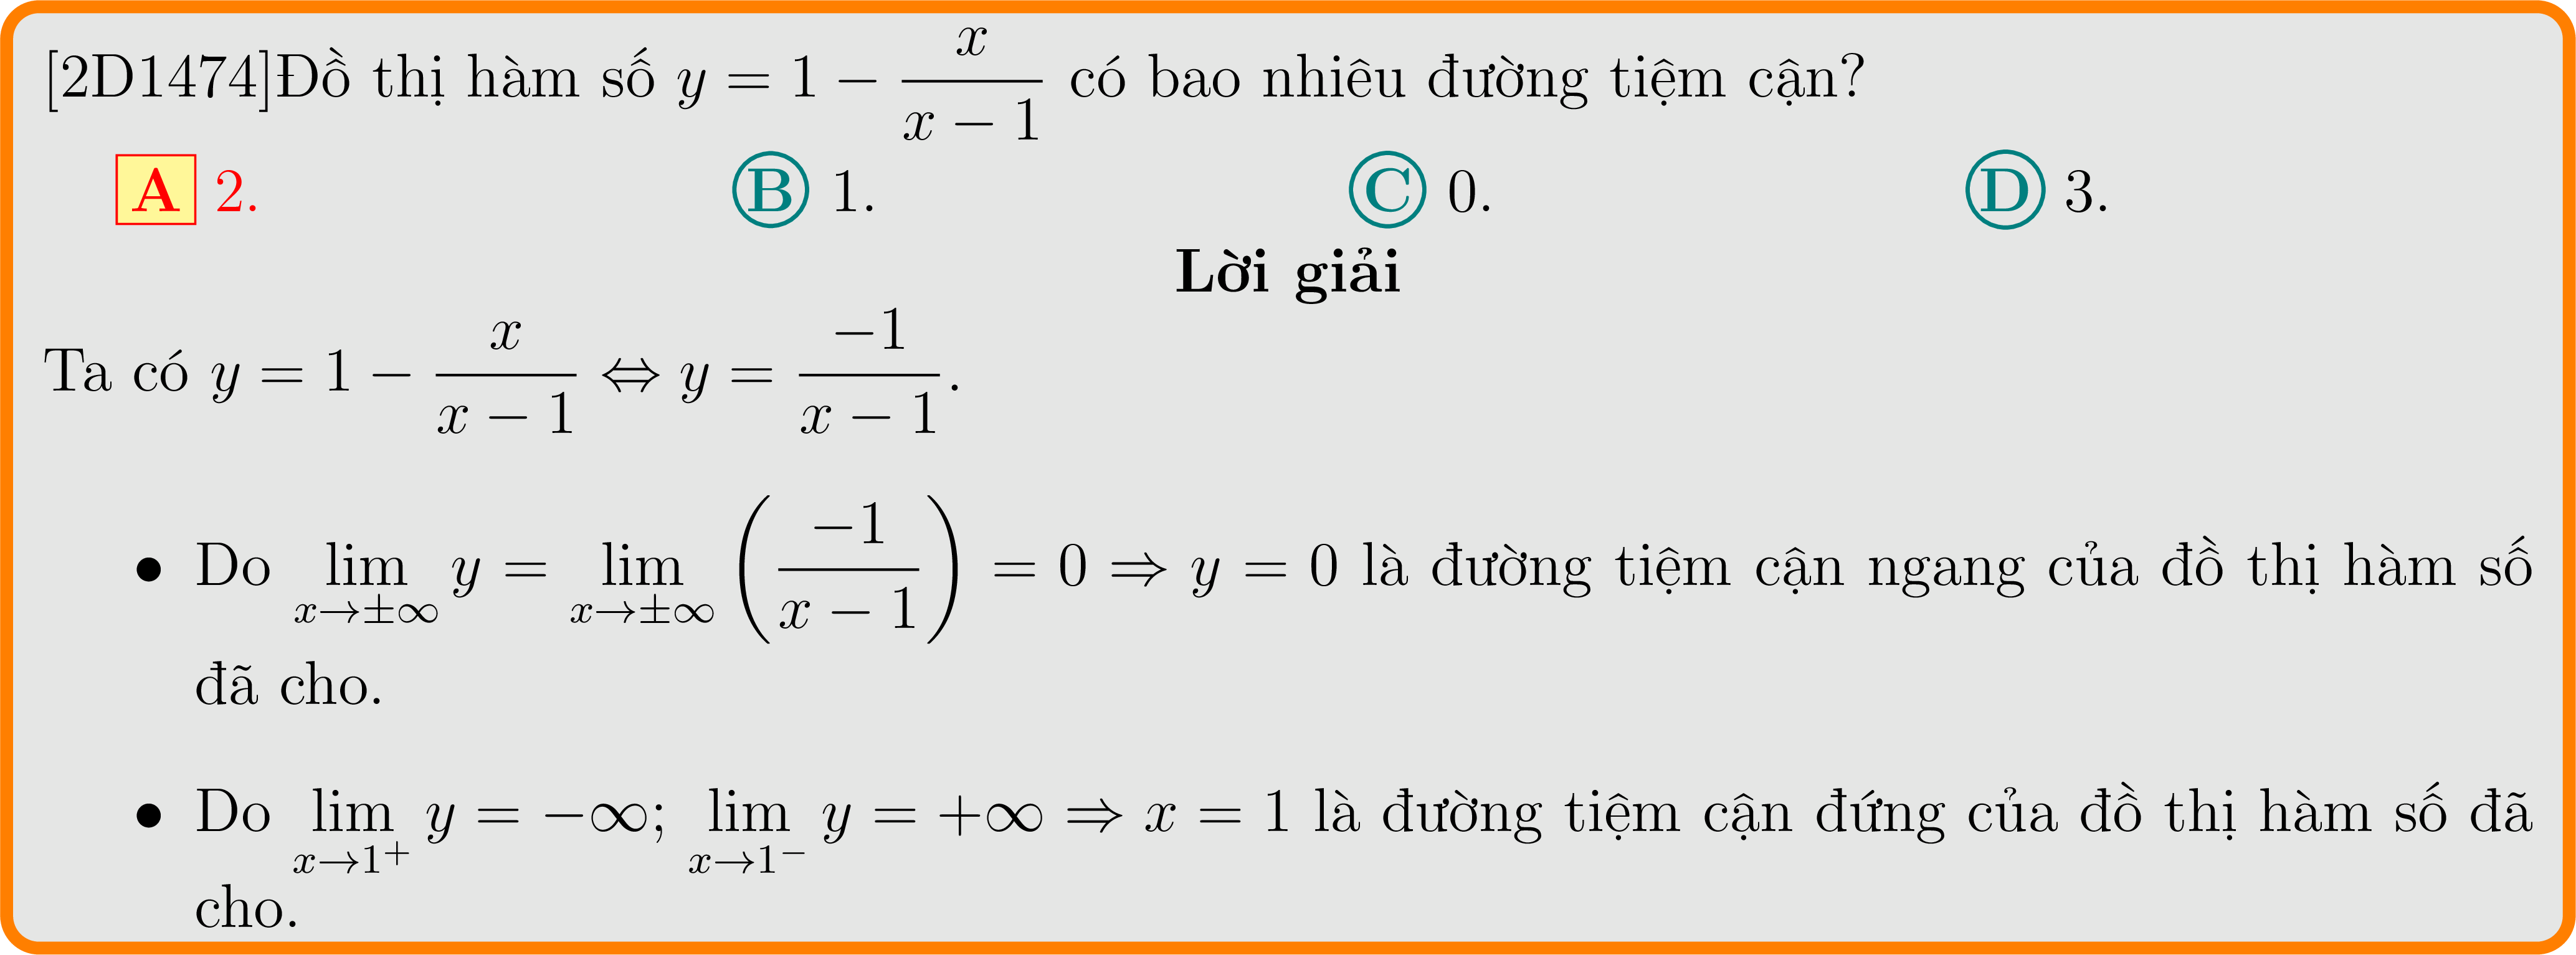 [2D1474]Đồ thị hàm số $y = 1 - \dfrac{x}{x-1}$ có bao nhiêu đường tiệm cận?
A 2. B 1. C 0. D 3.
Lời giải
Ta có $y = 1 - \dfrac{x}{x-1} \Leftrightarrow y = \dfrac{-1}{x-1}$.
• Do $\lim\limits_{x \to \pm\infty} y = \lim\limits_{x \to \pm\infty} \left(\dfrac{-1}{x-1}\right) = 0 \Rightarrow y = 0$ là đường tiệm cận ngang của đồ thị hàm số
đã cho.
• Do $\lim\limits_{x \to 1^+} y = -\infty; \lim\limits_{x \to 1^-} y = +\infty \Rightarrow x = 1$ là đường tiệm cận đứng của đồ thị hàm số đã
cho.